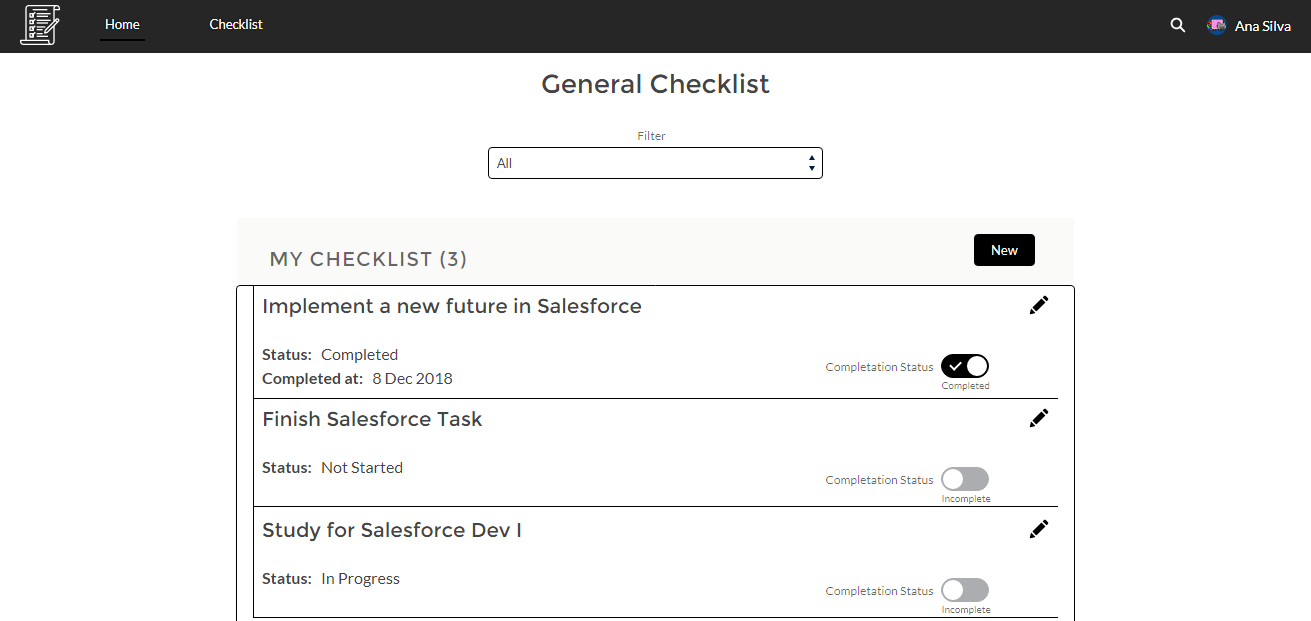 Home
Checklist
Ana Silva
General Checklist
Filter
All
MY CHECKLIST (3)
New
Implement a new future in Salesforce
Status: Completed
Completed at: 8 Dec 2018
Completation Status
Completed
Finish Salesforce Task
Status: Not Started
Completation Status
Incomplete
Study for Salesforce Dev I
Status: In Progress
Completation Status
Incomplete